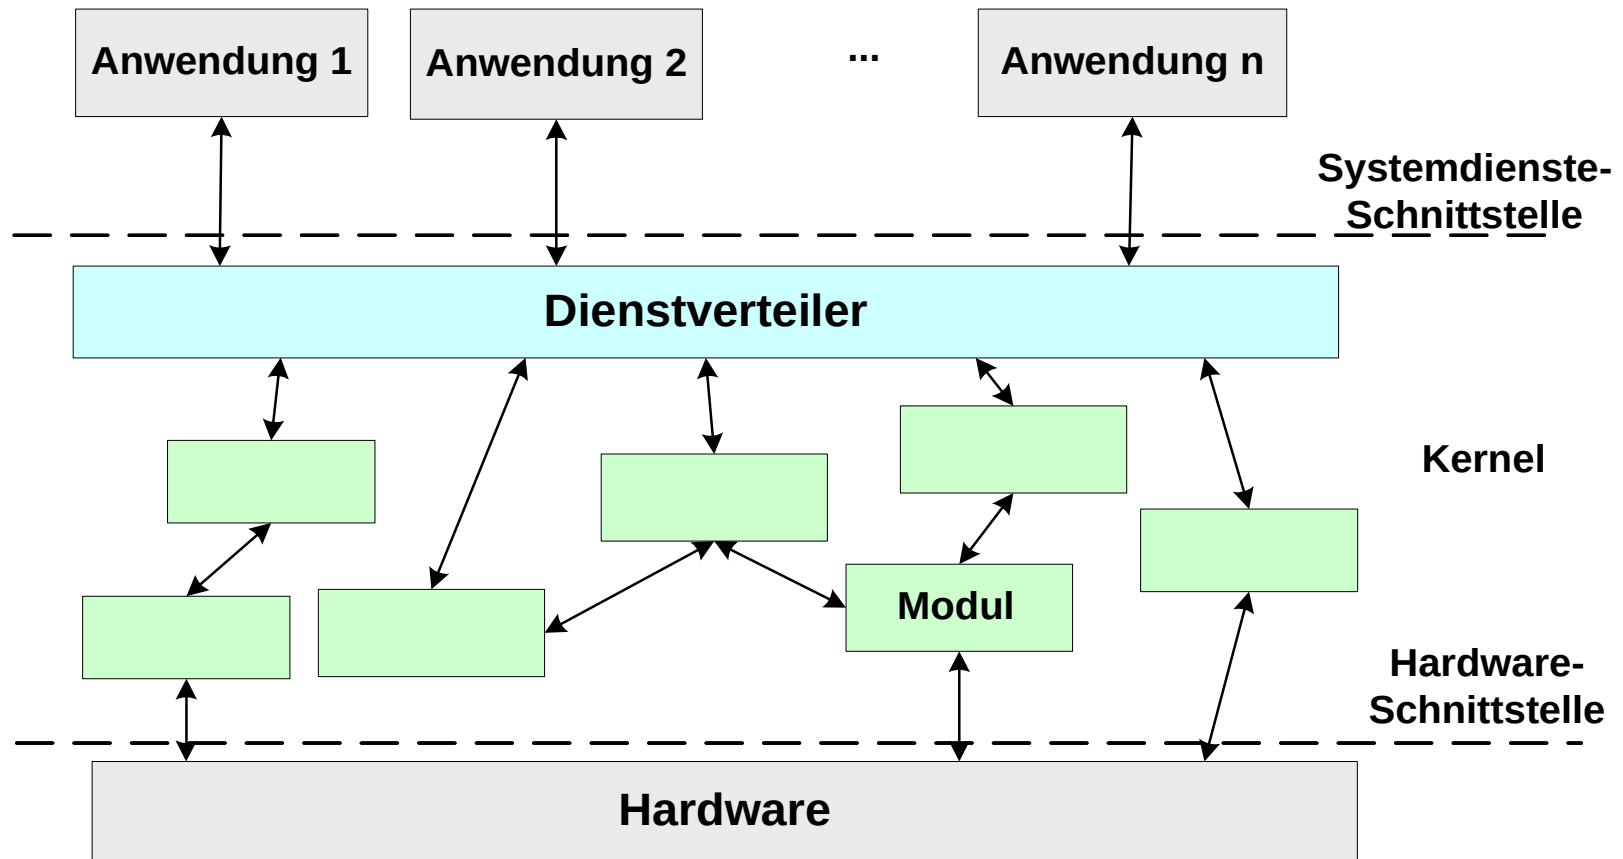 Anwendung 1
Anwendung 2
...
Anwendung n
Systemdienste-
Schnittstelle
Dienstverteiler
Kernel
Modul
Hardware-
Schnittstelle
Hardware